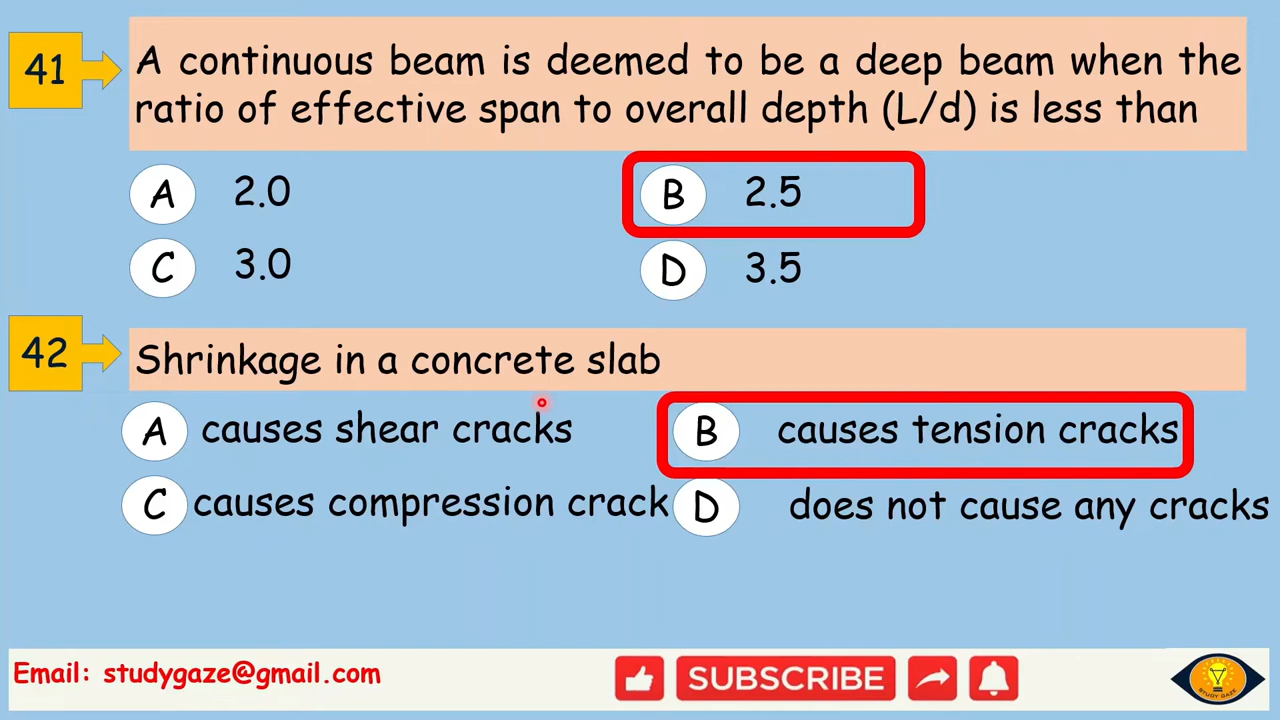 41
A continuous beam is deemed to be a deep beam when the
ratio of effective span to overall depth (L/d) is less than
A 2.0
B 2.5
C 3.0
D 3.5
42
Shrinkage in a concrete slab
A causes shear cracks
B causes tension cracks
C causes compression crack
D does not cause any cracks
Email: studygaze@gmail.com
SUBSCRIBE
STUDY GAZE